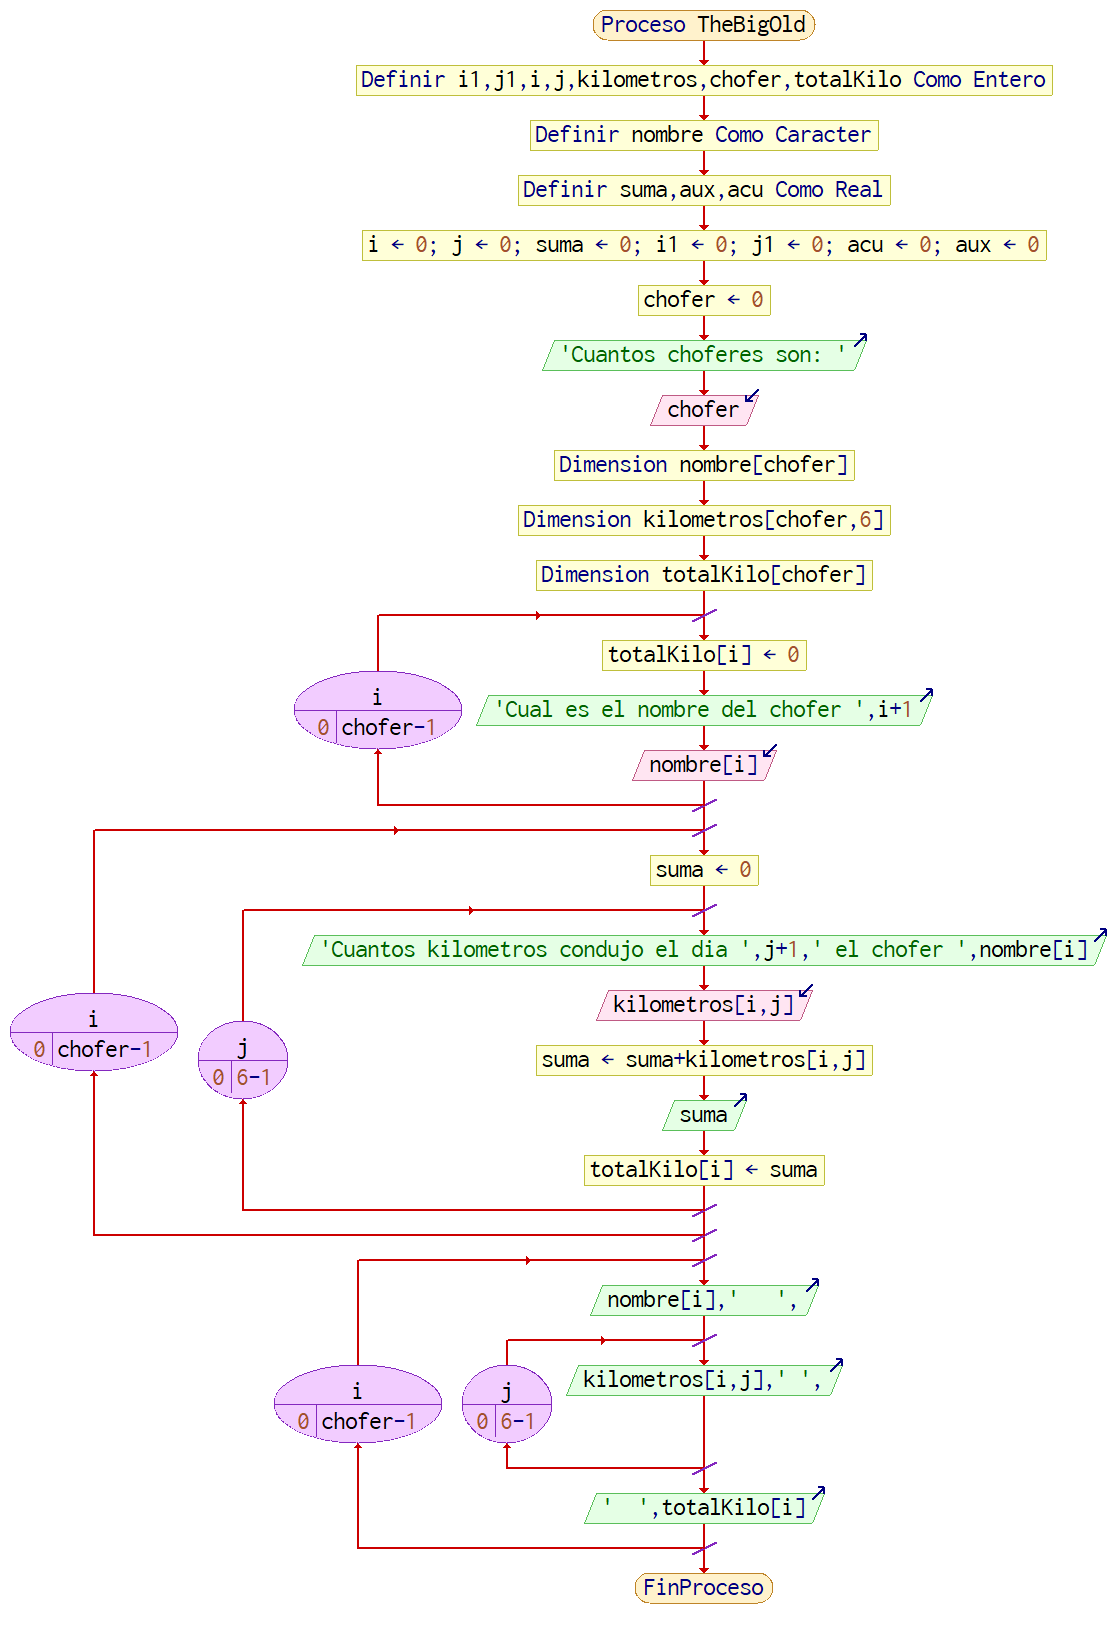 Proceso TheBigOld
Definir i1,j1,i,j,kilometros,chofer,totalKilo Como Entero
Definir nombre Como Caracter
Definir suma,aux,acu Como Real
i ← 0; j ← 0; suma ← 0; i1 ← 0; j1 ← 0; acu ← 0; aux ← 0
chofer ← 0
'Cuantos choferes son: '
chofer
Dimension nombre[chofer]
Dimension kilometros[chofer,6]
Dimension totalKilo[chofer]
totalKilo[i] ← 0
i
0 chofer-1
'Cual es el nombre del chofer ',i+1
nombre[i]
suma ← 0
'Cuantos kilometros condujo el dia ',j+1,' el chofer ',nombre[i]
kilometros[i,j]
i
0 chofer-1
j
0 6-1
suma ← suma+kilometros[i,j]
suma
totalKilo[i] ← suma
nombre[i],'   ',
kilometros[i,j],' ',
i
0 chofer-1
j
0 6-1
'  ',totalKilo[i]
FinProceso